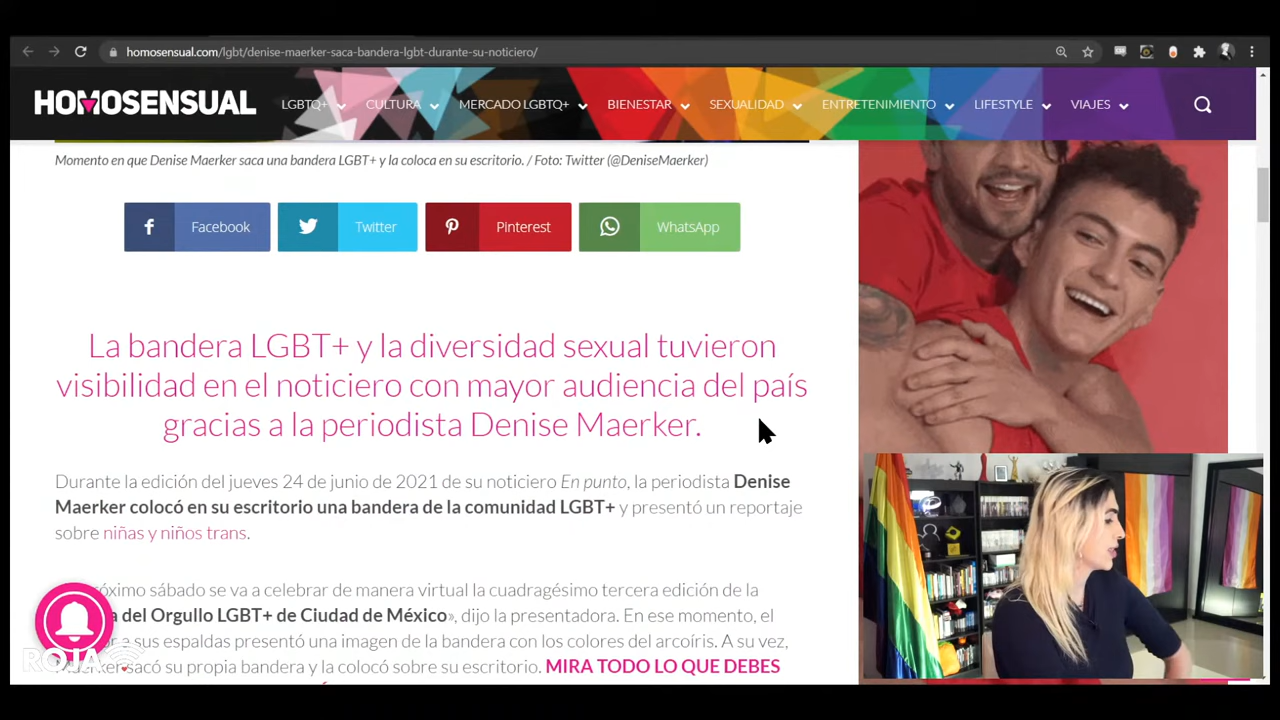 homosensual.com/lgbt/denise-maerker-saca-bandera-lgbt-durante-su-noticiero/
HOMOSENSUAL LGBTQ+ CULTURA MERCADO LGBTQ+ BIENESTAR SEXUALIDAD ENTRETENIMIENTO LIFESTYLE VIAJES
Momento en que Denise Maerker saca una bandera LGBT+ y la coloca en su escritorio. / Foto: Twitter (@DeniseMaerker)
Facebook Twitter Pinterest WhatsApp
La bandera LGBT+ y la diversidad sexual tuvieron
visibilidad en el noticiero con mayor audiencia del país
gracias a la periodista Denise Maerker.
Durante la edición del jueves 24 de junio de 2021 de su noticiero En punto, la periodista Denise
Maerker colocó en su escritorio una bandera de la comunidad LGBT+ y presentó un reportaje
sobre niñas y niños trans.
próximo sábado se va a celebrar de manera virtual la cuadragésimo tercera edición de la
del Orgullo LGBT+ de Ciudad de México», dijo la presentadora. En ese momento, el
a sus espaldas presentó una imagen de la bandera con los colores del arcoíris. A su vez,
Maerker sacó su propia bandera y la colocó sobre su escritorio. MIRA TODO LO QUE DEBES
ROJA